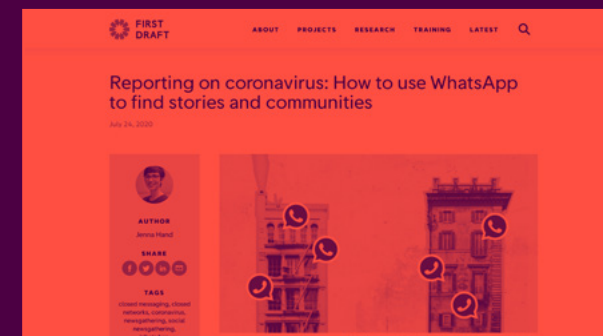 FIRST
DRAFT
ABOUT PROJECTS RESEARCH TRAINING LATEST
Reporting on coronavirus: How to use WhatsApp
to find stories and communities
July 24, 2020
AUTHOR
Jenna Hand
SHARE
TAGS
closed messaging, closed
networks, coronavirus,
newsgathering, social
newsgathering,